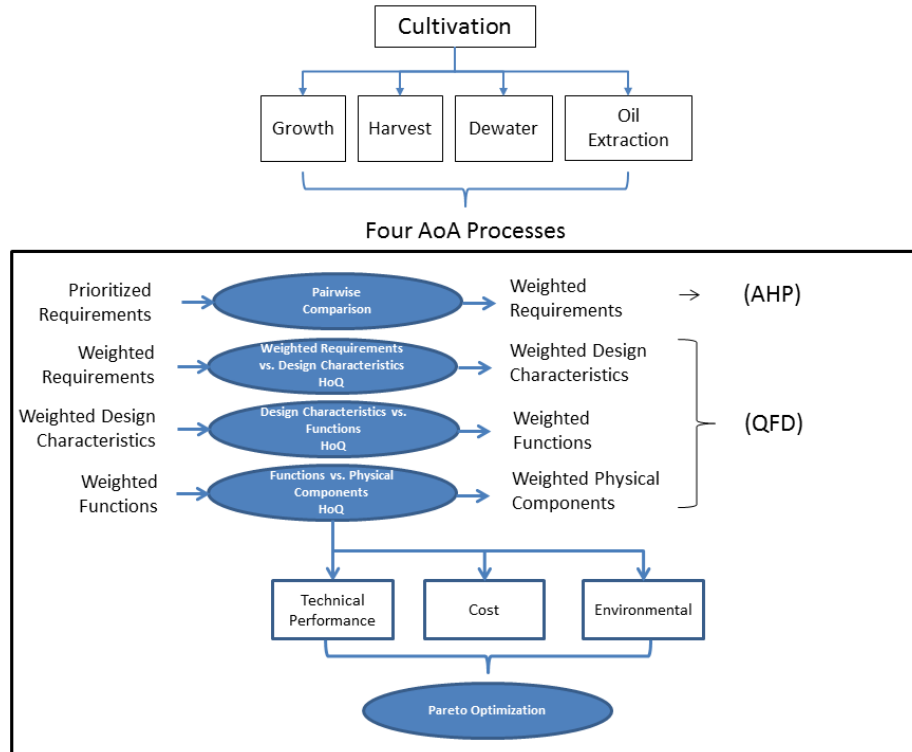 Cultivation
Growth
Harvest
Dewater
Oil
Extraction
Four AoA Processes
Prioritized
Requirements
Pairwise
Comparison
Weighted
Requirements
(AHP)
Weighted
Requirements
Weighted Requirements
vs. Design Characteristics
HoQ
Weighted Design
Characteristics
Weighted Design
Characteristics
Design Characteristics vs.
Functions
HoQ
Weighted
Functions
(QFD)
Weighted
Functions
Functions vs. Physical
Components
HoQ
Weighted Physical
Components
Technical
Performance
Cost
Environmental
Pareto Optimization